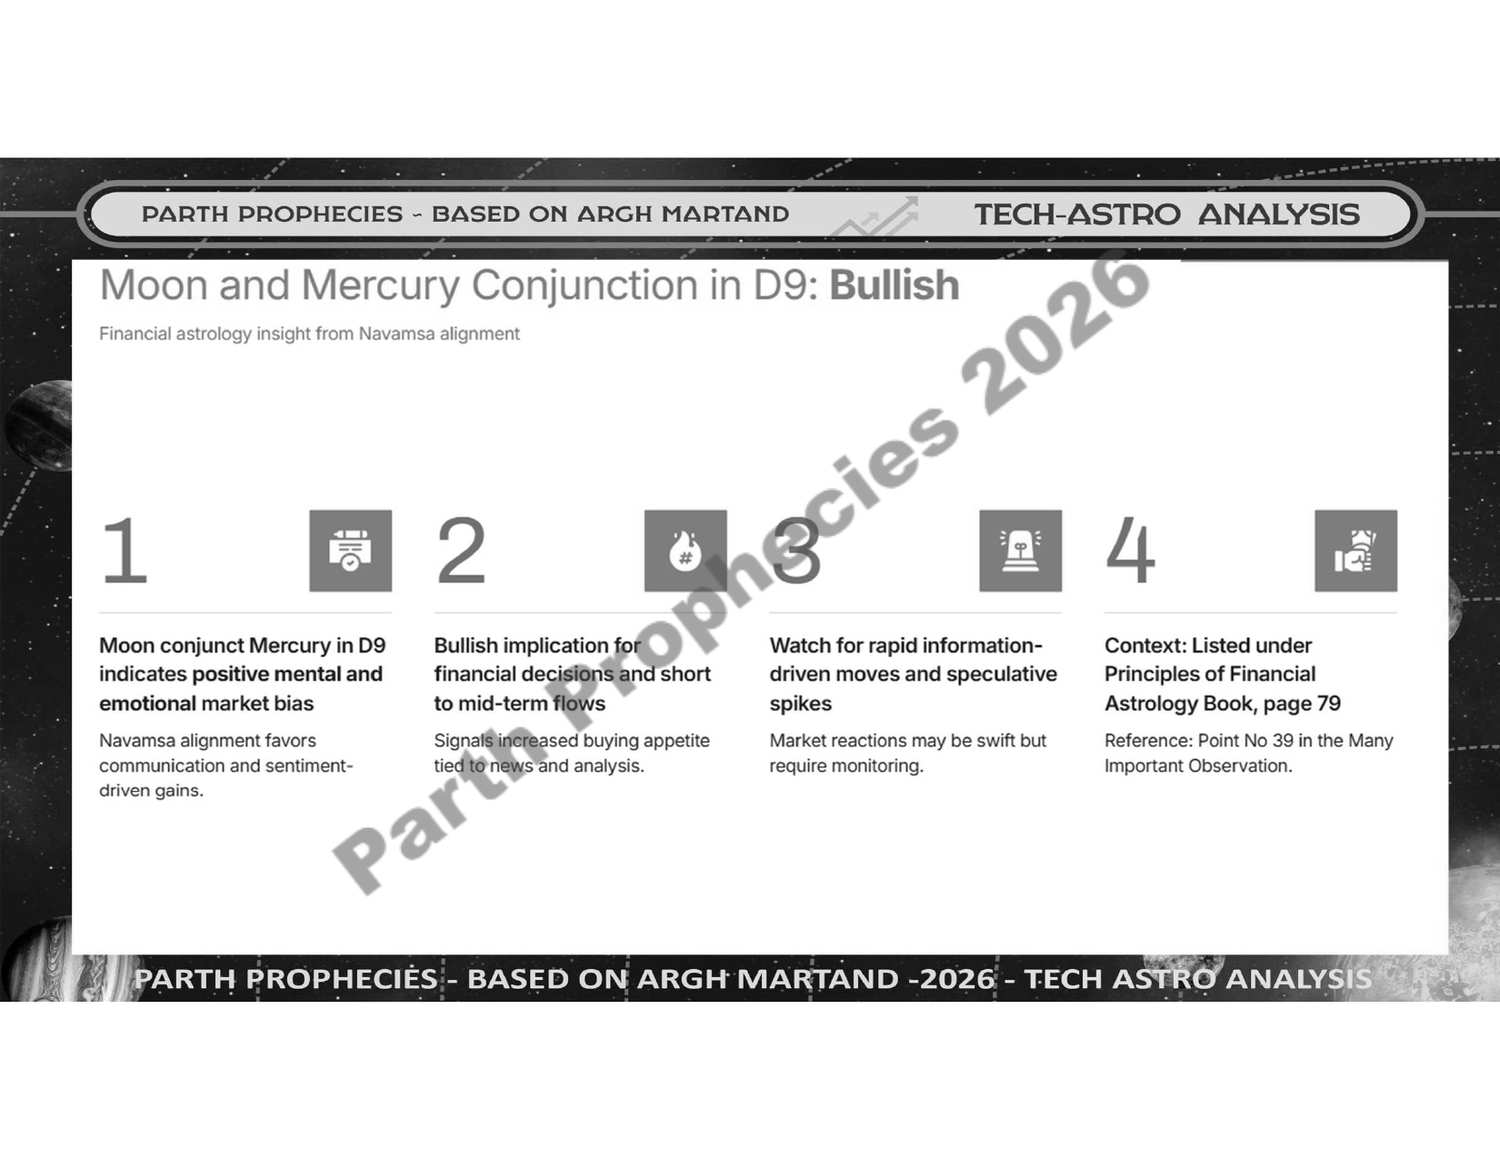 PARTH PROPHECIES ~ BASED ON ARGH MARTAND
TECH-ASTRO ANALYSIS
Moon and Mercury Conjunction in D9: Bullish
Financial astrology insight from Navamsa alignment
1
Moon conjunct Mercury in D9
indicates positive mental and
emotional market bias
Navamsa alignment favors
communication and sentiment-
driven gains.
2
#
Bullish implication for
financial decisions and short
to mid-term flows
Signals increased buying appetite
tied to news and analysis.
3
Watch for rapid information-
driven moves and speculative
spikes
Market reactions may be swift but
require monitoring.
4
Context: Listed under
Principles of Financial
Astrology Book, page 79
Reference: Point No 39 in the Many
Important Observation.
Parth Prophecies 2026
PARTH PROPHECIES - BASED ON ARGH MARTAND -2026 - TECH ASTRO ANALYSIS